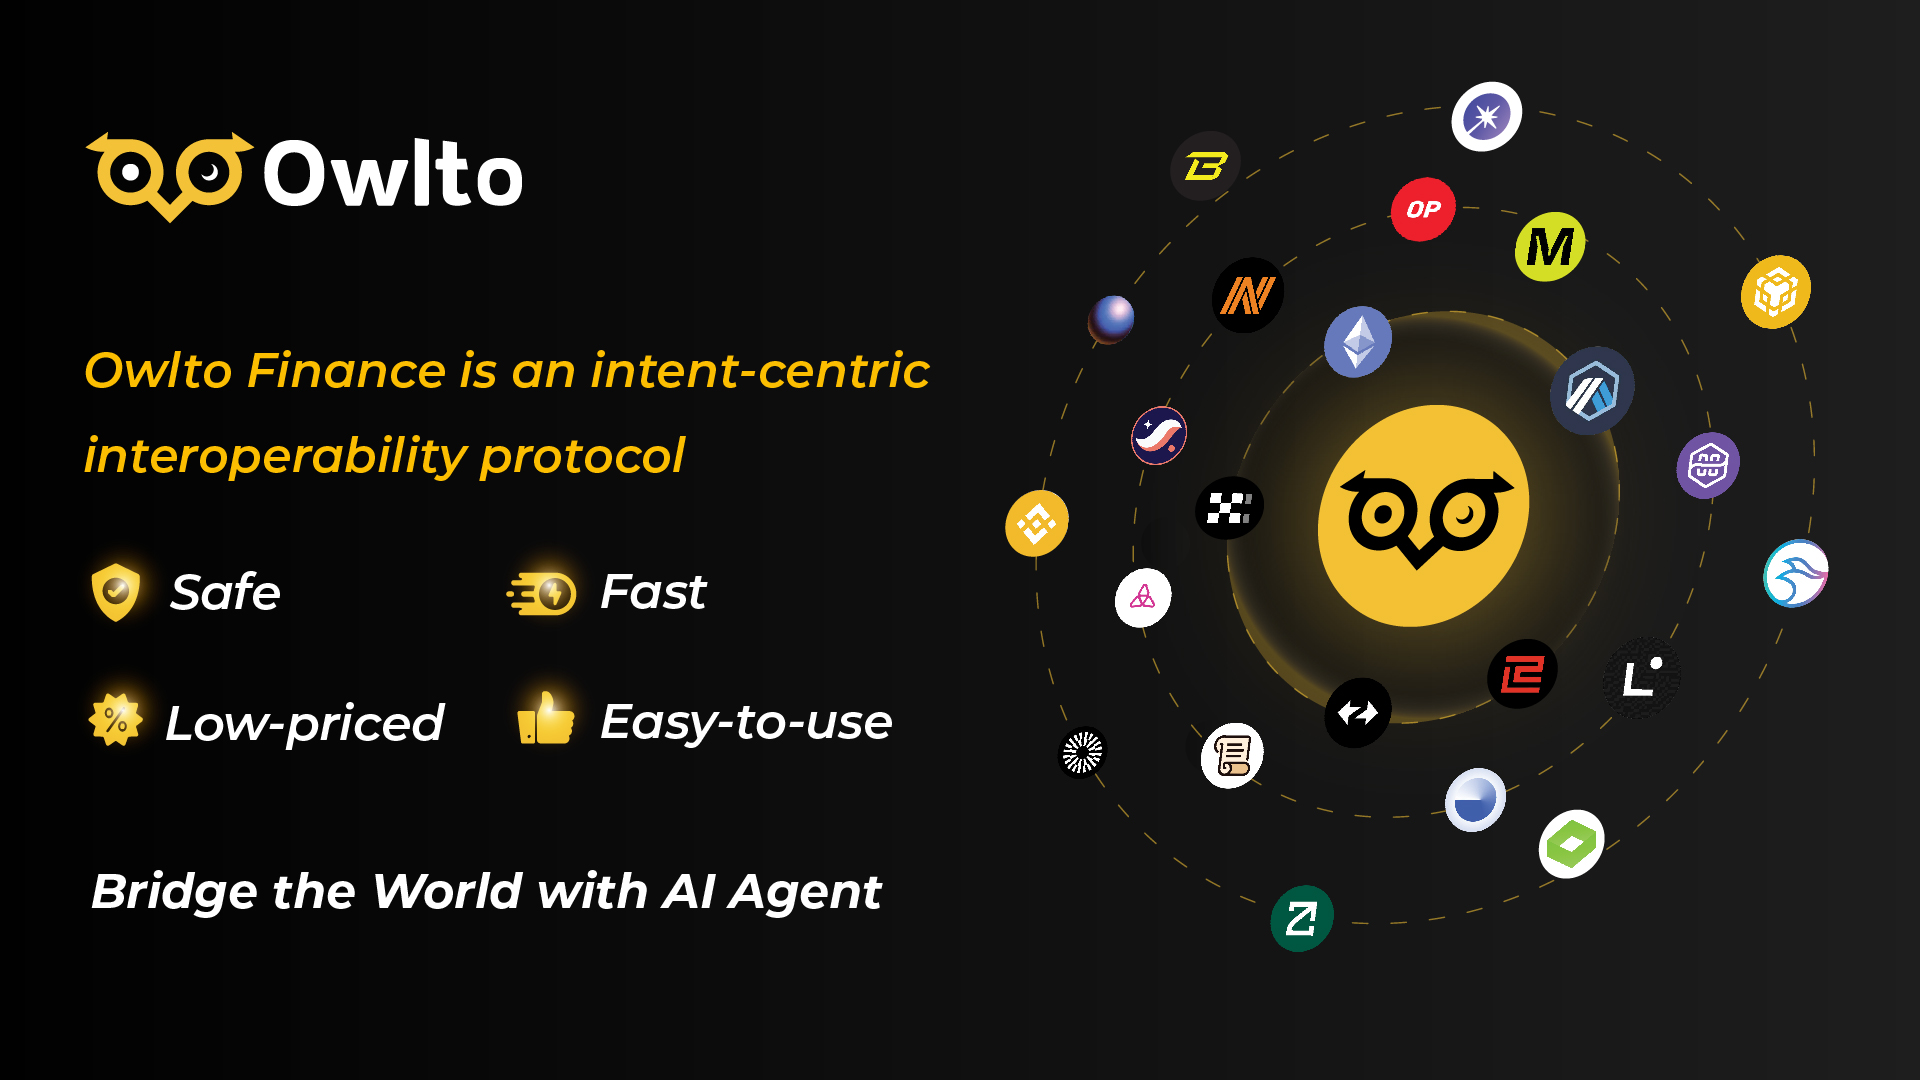 Owlto
Owlto Finance is an intent-centric
interoperability protocol
Safe
Fast
Low-priced
Easy-to-use
Bridge the World with AI Agent
B
OP
M
N
L
Z